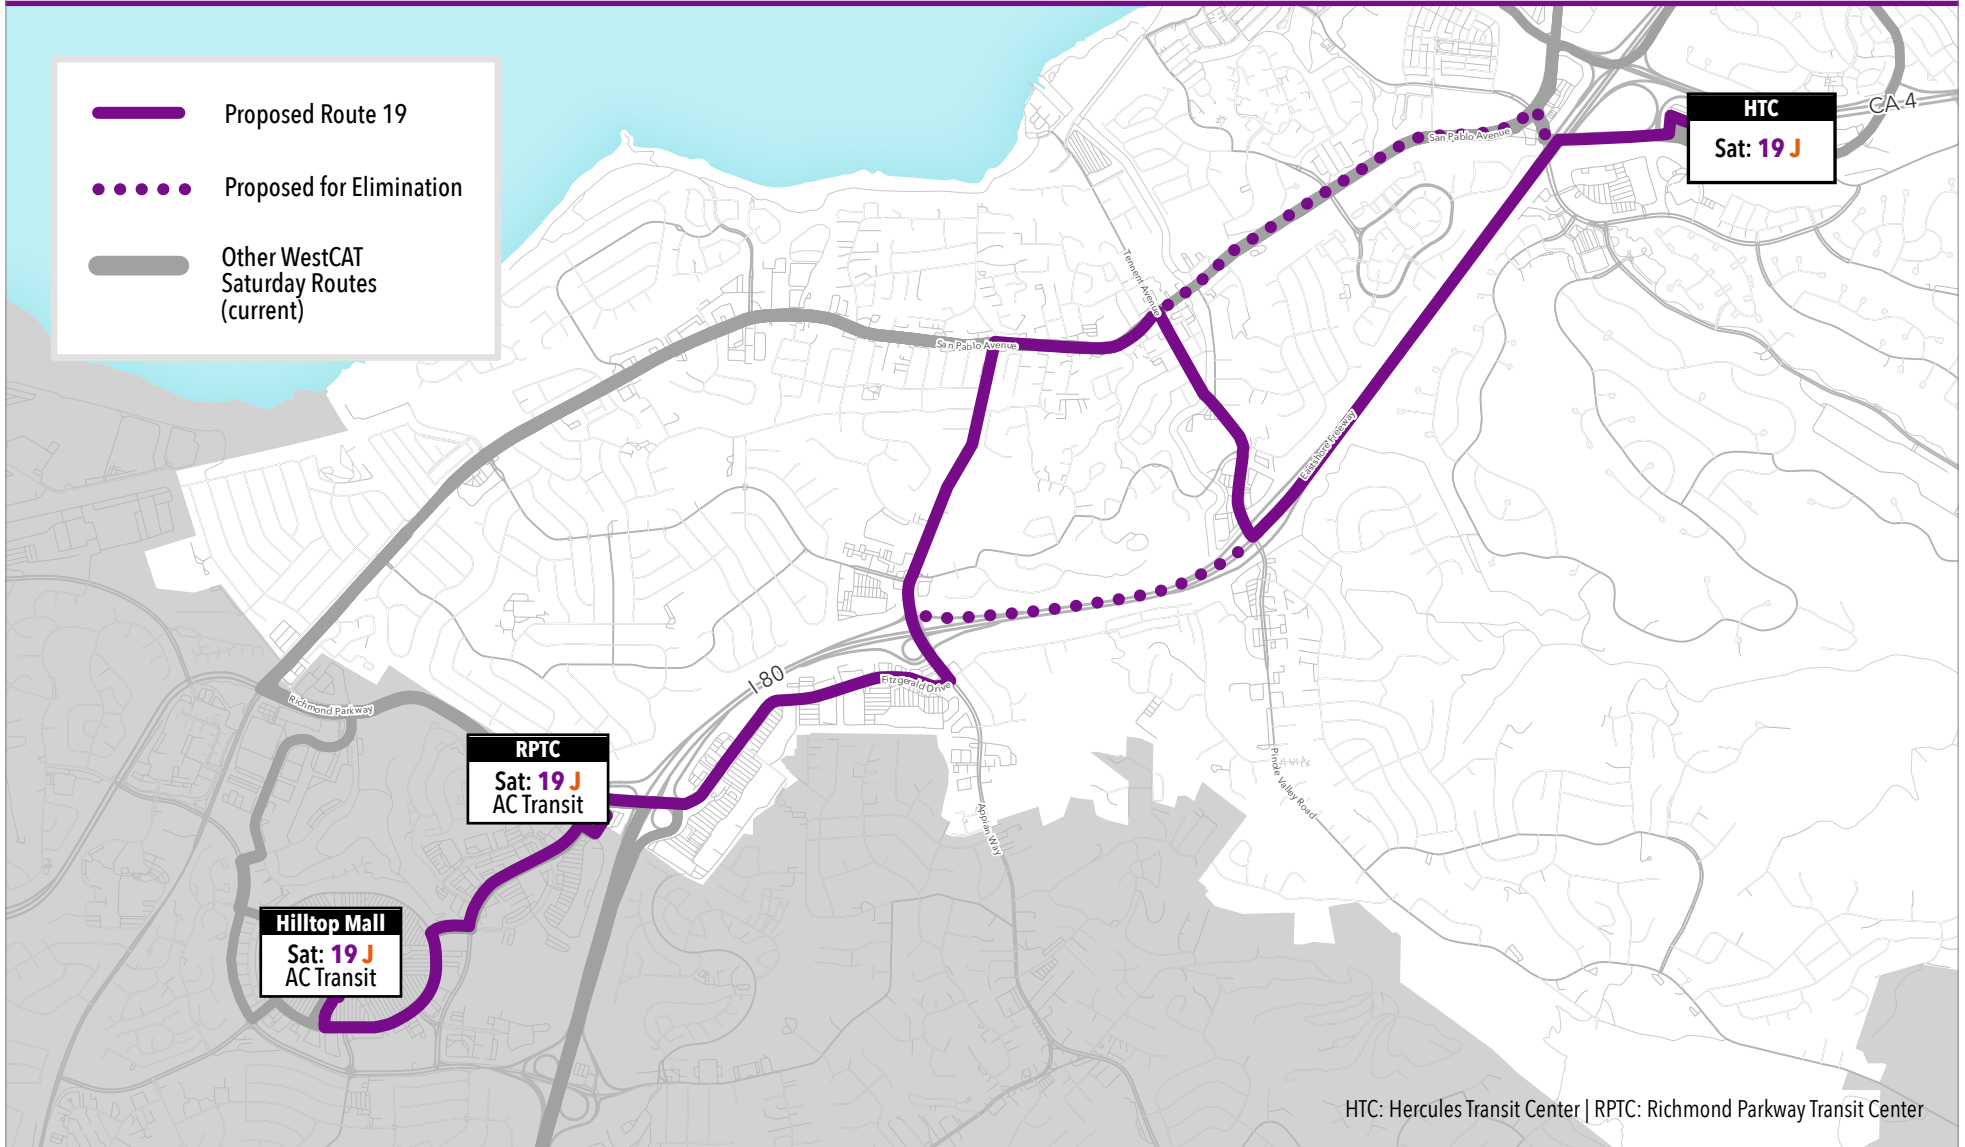 Proposed Route 19
Proposed for Elimination
Other WestCAT
Saturday Routes
(current)
CA 4
HTC
Sat: 19 J
San Pablo Avenue
Tennent Avenue
San Pablo Avenue
Eastshore Freeway
I-80
Fitzgerald Drive
Richmond Parkway
RPTC
Sat: 19 J
AC Transit
Pinole Valley Road
Appian Way
Hilltop Mall
Sat: 19 J
AC Transit
HTC: Hercules Transit Center | RPTC: Richmond Parkway Transit Center